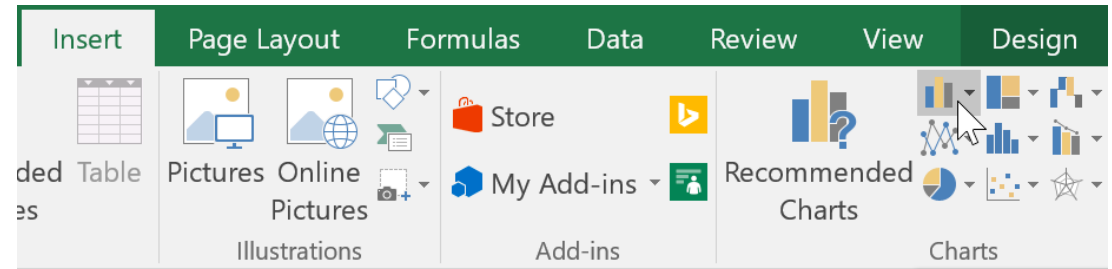 Insert Page Layout Formulas Data Review View Design
ded Table Pictures Online Store My Add-ins Recommended
es Pictures Charts
Illustrations Add-ins Charts